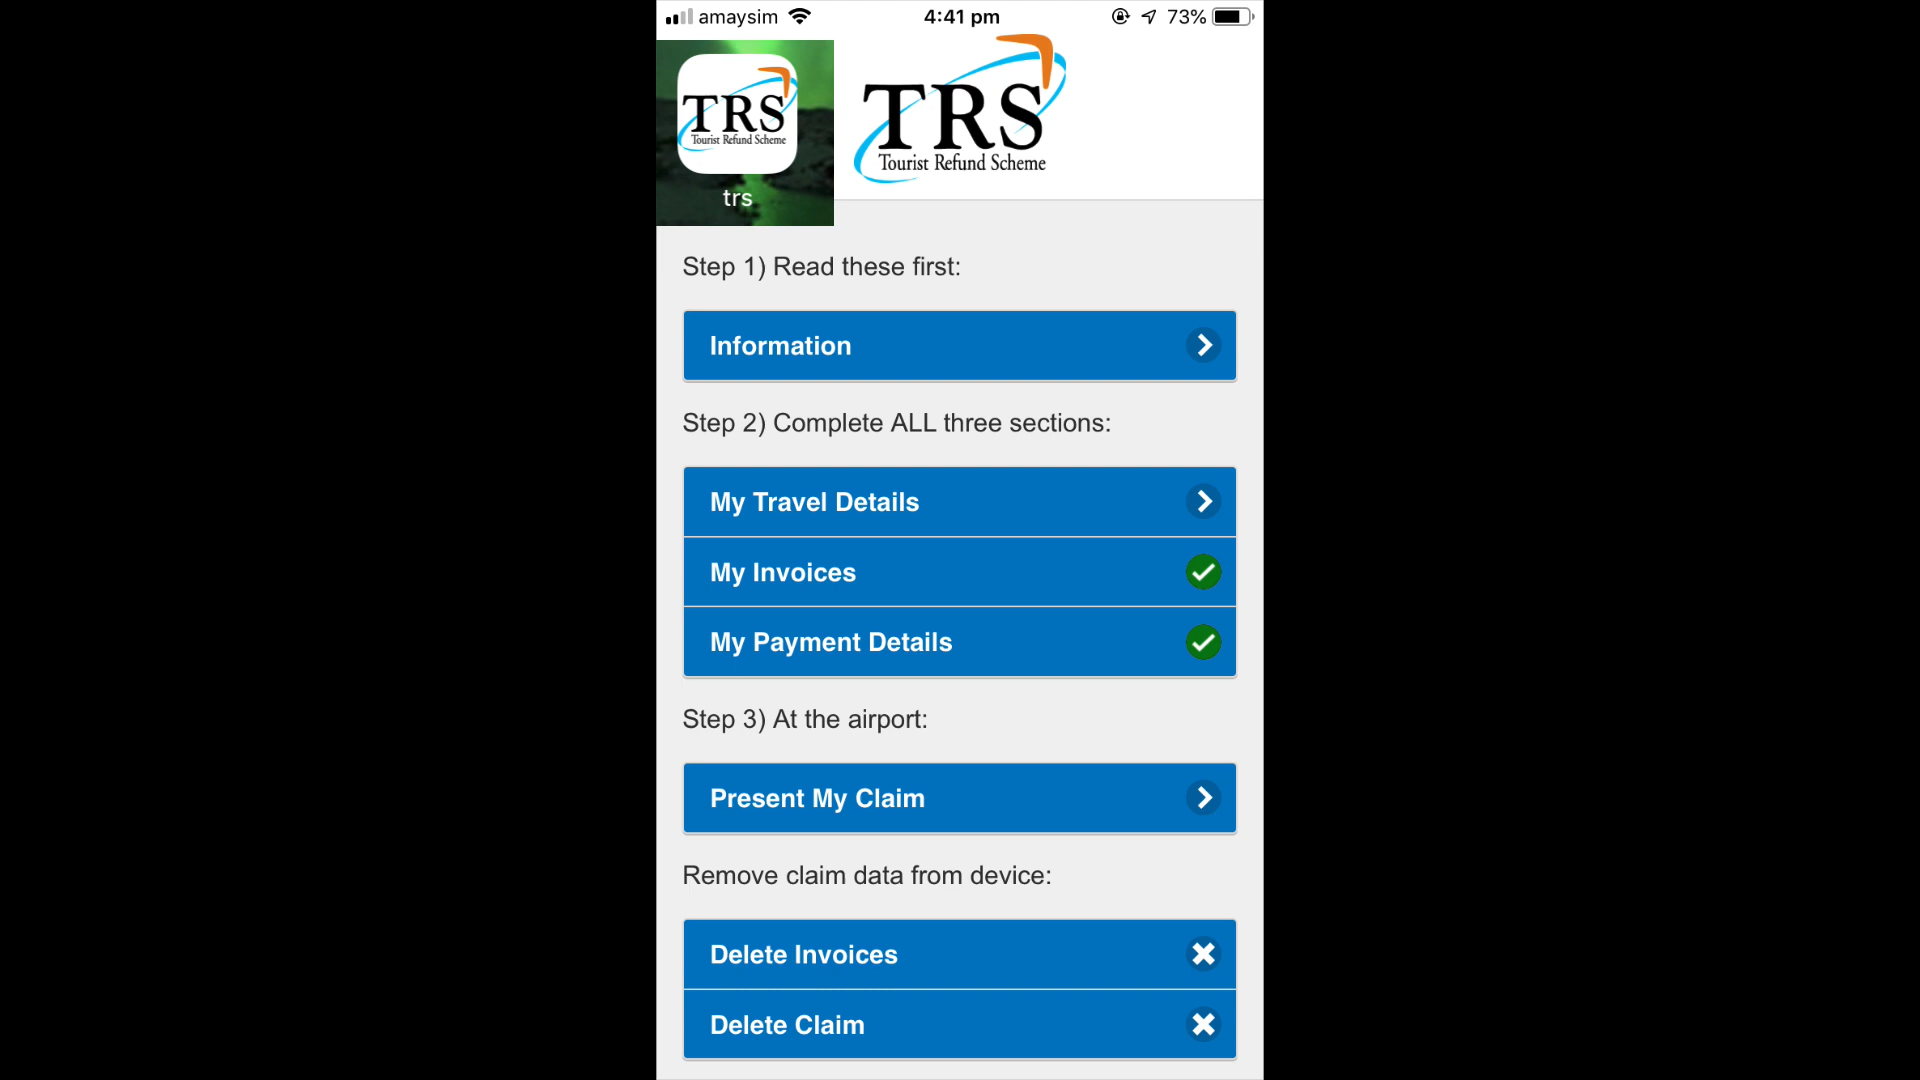 amaysim
4:41 pm
73%
TRS
Tourist Refund Scheme
trs
TRS
Tourist Refund Scheme
Step 1) Read these first:
Information
Step 2) Complete ALL three sections:
My Travel Details
My Invoices
My Payment Details
Step 3) At the airport:
Present My Claim
Remove claim data from device:
Delete Invoices
Delete Claim